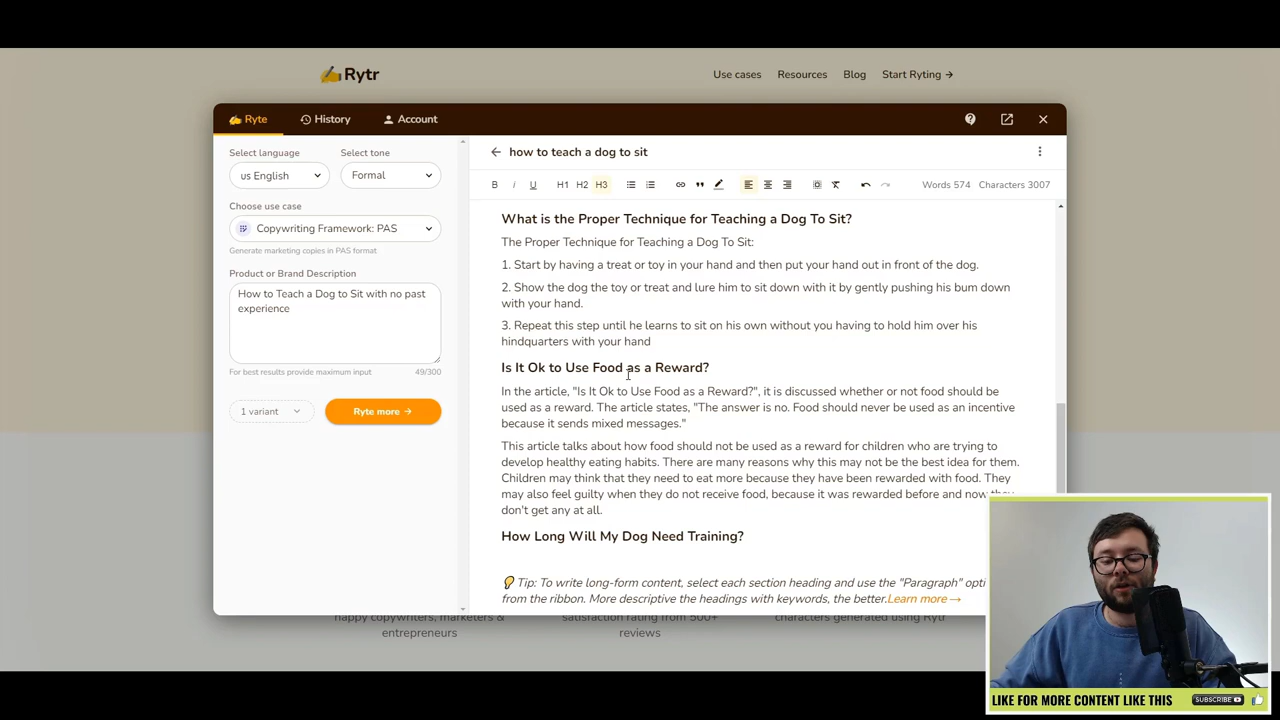 Rytr
Use cases Resources Blog Start Ryting →
Ryte History Account
Select language Select tone
us English Formal
Choose use case
Copywriting Framework: PAS
Generate marketing copies in PAS format
Product or Brand Description
How to Teach a Dog to Sit with no past
experience
For best results provide maximum input 49/300
1 variant Ryte more →
how to teach a dog to sit
B I U H1 H2 H3 Words 574 Characters 3007
What is the Proper Technique for Teaching a Dog To Sit?
The Proper Technique for Teaching a Dog To Sit:
1. Start by having a treat or toy in your hand and then put your hand out in front of the dog.
2. Show the dog the toy or treat and lure him to sit down with it by gently pushing his bum down
with your hand.
3. Repeat this step until he learns to sit on his own without you having to hold him over his
hindquarters with your hand
Is It Ok to Use Food as a Reward?
In the article, "Is It Ok to Use Food as a Reward?", it is discussed whether or not food should be
used as a reward. The article states, "The answer is no. Food should never be used as an incentive
because it sends mixed messages."
This article talks about how food should not be used as a reward for children who are trying to
develop healthy eating habits. There are many reasons why this may not be the best idea for them.
Children may think that they need to eat more because they have been rewarded with food. They
may also feel guilty when they do not receive food, because it was rewarded before and now they
don't get any at all.
How Long Will My Dog Need Training?
Tip: To write long-form content, select each section heading and use the "Paragraph" opti
from the ribbon. More descriptive the headings with keywords, the better.Learn more →
happy copywriters, marketers & satisfaction rating from 500+ characters generated using Rytr
entrepreneurs reviews
LIKE FOR MORE CONTENT LIKE THIS SUBSCRIBE